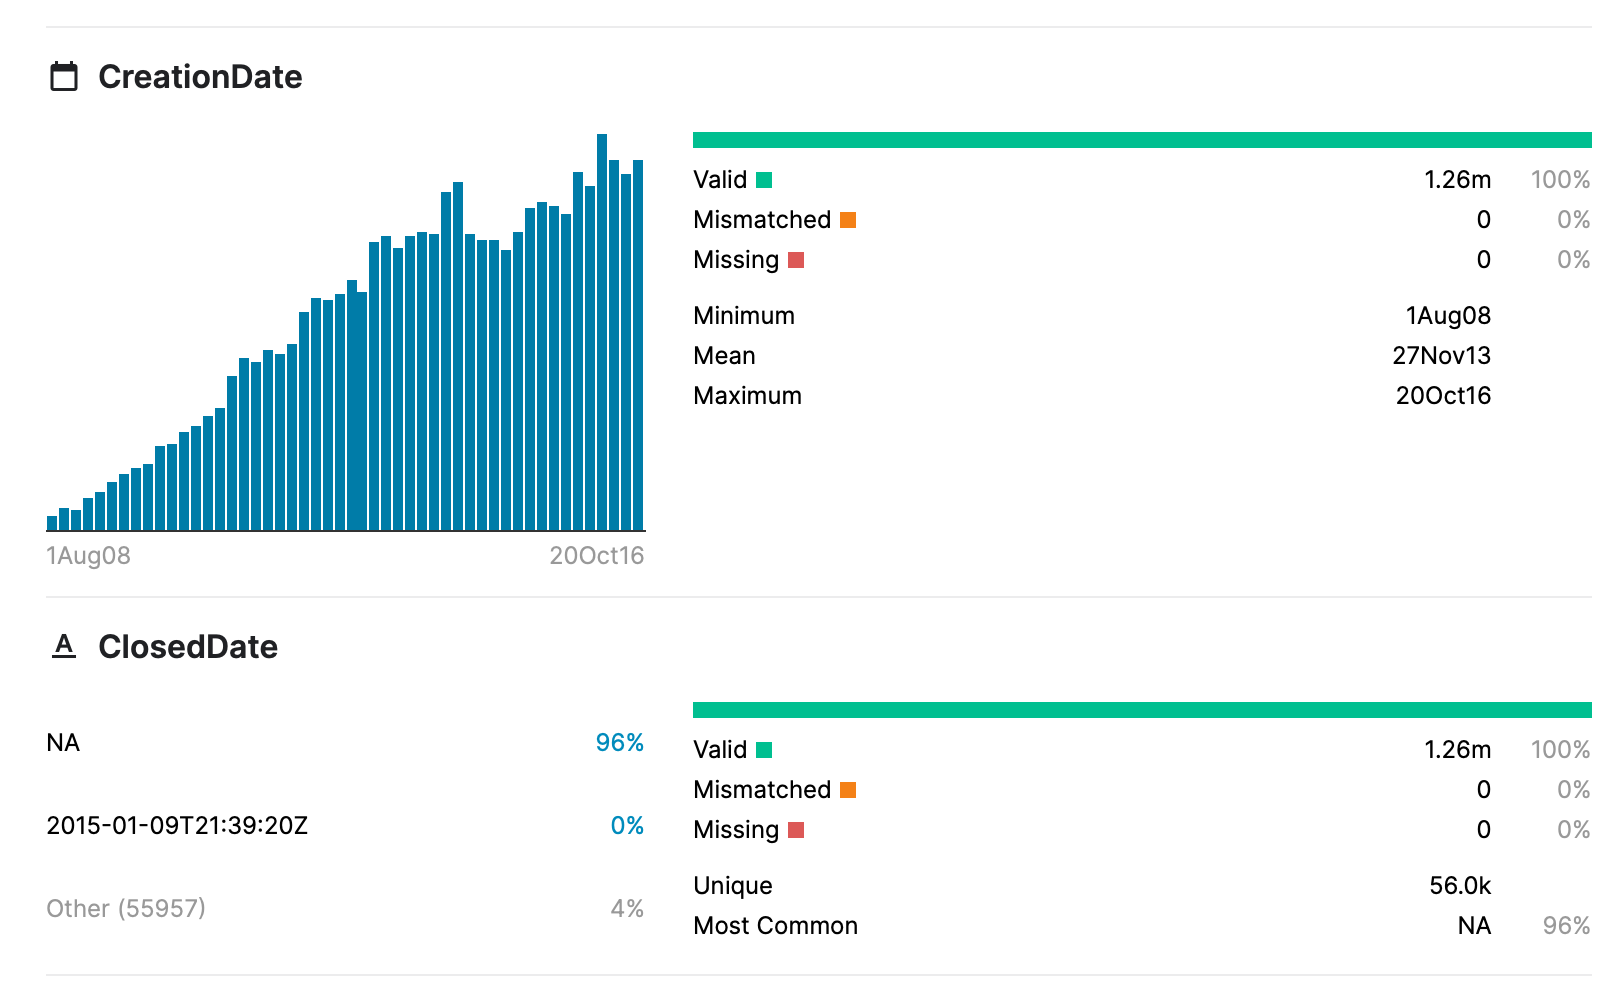 CreationDate
Valid 1.26m 100%
Mismatched 0 0%
Missing 0 0%
Minimum 1Aug08
Mean 27Nov13
Maximum 20Oct16
1Aug08 20Oct16
A ClosedDate
NA 96%
2015-01-09T21:39:20Z 0%
Other (55957) 4%
Valid 1.26m 100%
Mismatched 0 0%
Missing 0 0%
Unique 56.0k
Most Common NA 96%